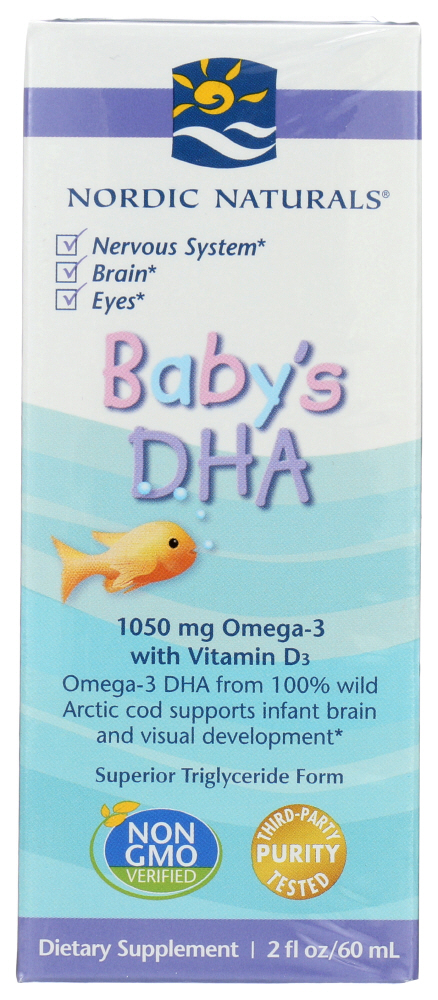 NORDIC NATURALS®
Nervous System*
Brain*
Eyes*
Baby's
DHA
1050 mg Omega-3
with Vitamin D3
Omega-3 DHA from 100% wild
Arctic cod supports infant brain
and visual development*
Superior Triglyceride Form
NON
GMO
VERIFIED
THIRD-PARTY
PURITY
TESTED
Dietary Supplement | 2 fl oz/60 mL